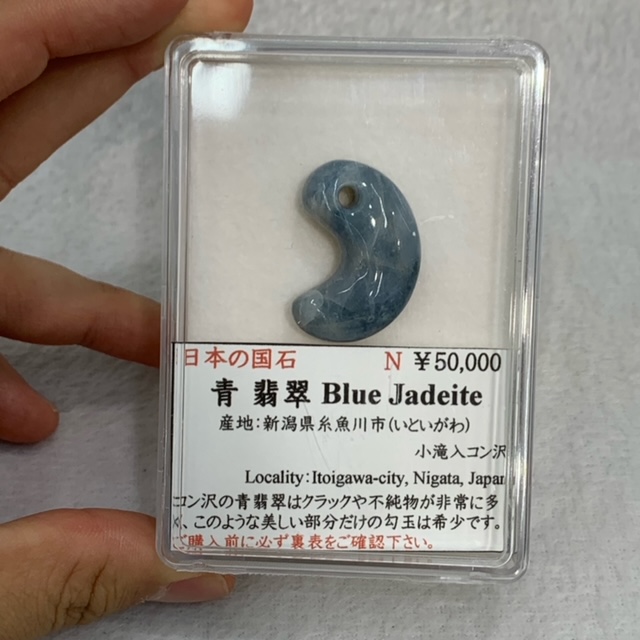 日本の国石 N ¥50,000
青 翡翠 Blue Jadeite
産地:新潟県糸魚川市(いといがわ)
小滝入コン沢
Locality:Itoigawa-city, Nigata, Japan
コン沢の青翡翠はクラックや不純物が非常に多
、このような美しい部分だけの勾玉は希少です。
ご購入前に必ず裏表をご確認下さい。